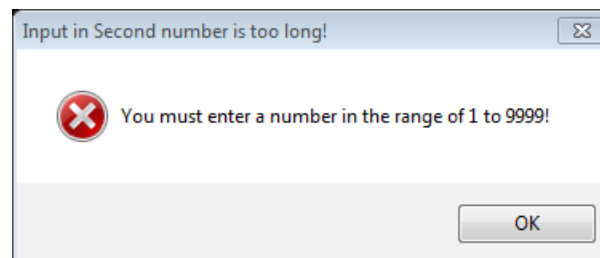 Input in Second number is too long!
You must enter a number in the range of 1 to 9999!
OK